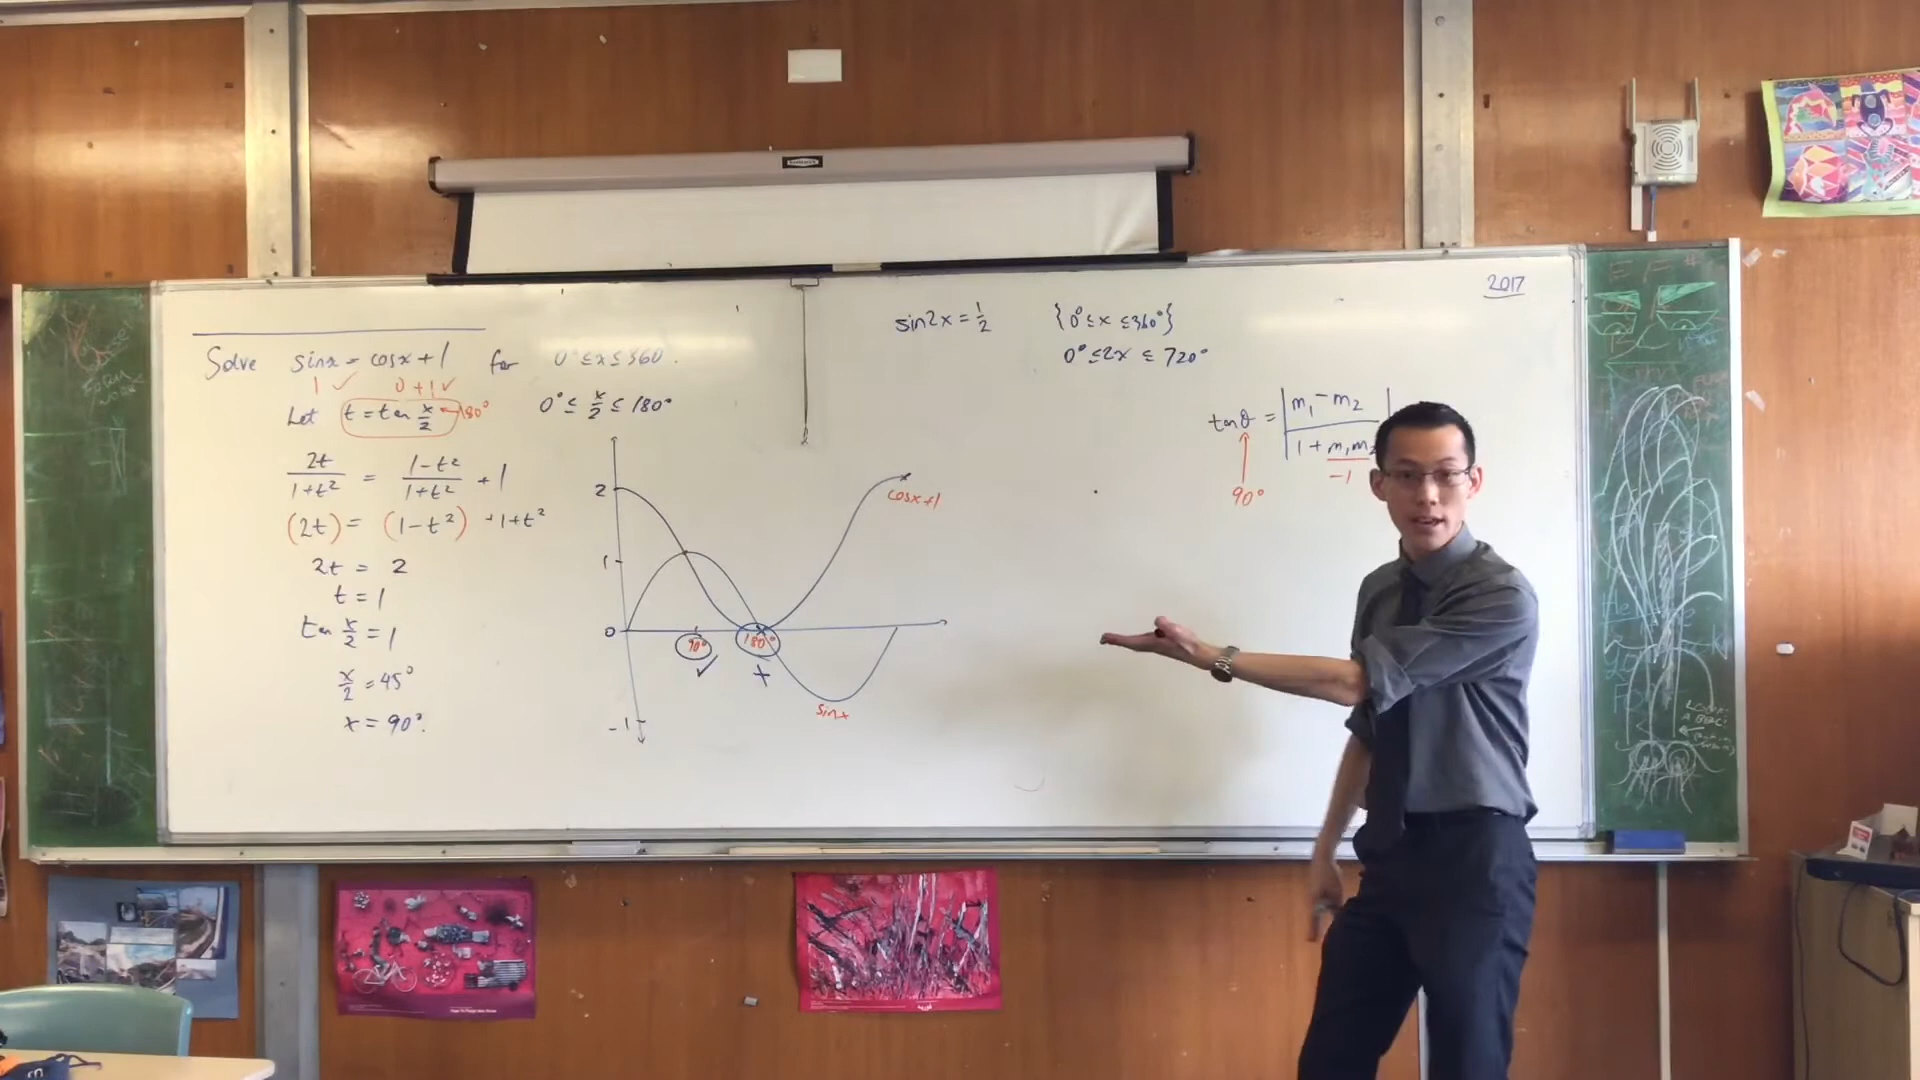 2017
sin2x = 1/2 {0° ≤ x ≤ 360°}
0° ≤ 2x ≤ 720°
Solve sinx = cosx + 1 for 0° ≤ x ≤ 360°.
1 ✓ 0 + 1 ✓
Let t = tan x/2 ← 180° 0° ≤ x/2 ≤ 180°
2t/(1+t²) = (1-t²)/(1+t²) + 1
(2t) = (1-t²) + 1+t²
2t = 2
t = 1
tan x/2 = 1
x/2 = 45°
x = 90°.
2
1
0
-1
90° ✓
180°
cosx+1
sinx
tanθ = |(m₁ - m₂)/(1 + m₁m₂
90°
-1